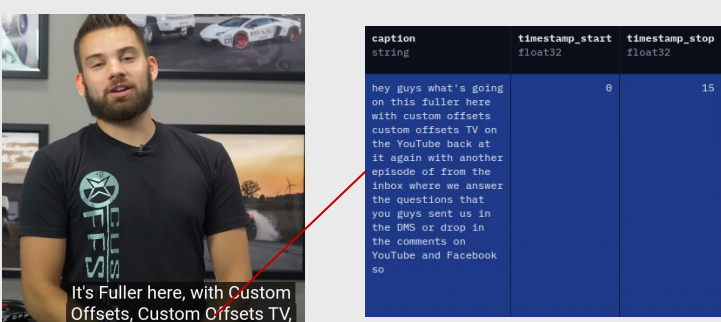 CUS
OFFS
It's Fuller here, with Custom
Offsets, Custom Offsets TV,
caption timestamp_start timestamp_stop
string float32 float32
hey guys what's going 0 15
on this fuller here
with custom offsets
custom offsets TV on
the YouTube back at
it again with another
episode of from the
inbox where we answer
the questions that
you guys sent us in
the DMS or drop in
the comments on
YouTube and Facebook
so